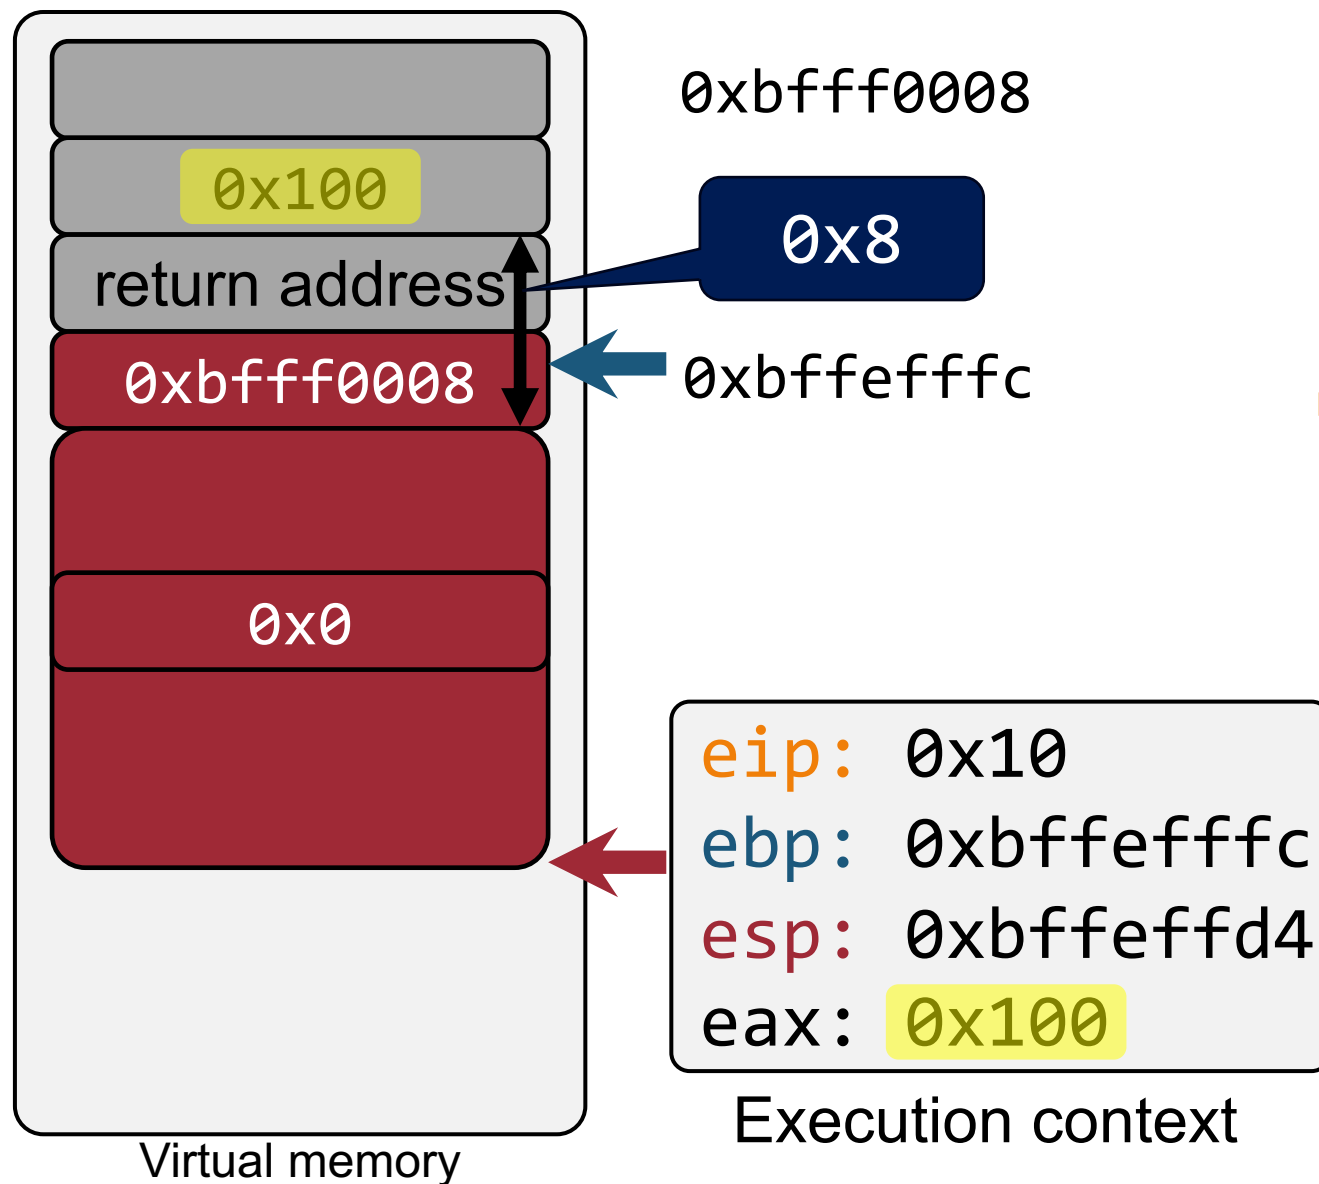 0xbfff0008
0x100
0x8
return address
0xbfff0008
0xbffefffc
0x0
eip: 0x10
ebp: 0xbffefffc
esp: 0xbffeffd4
eax: 0x100
Execution context
Virtual memory